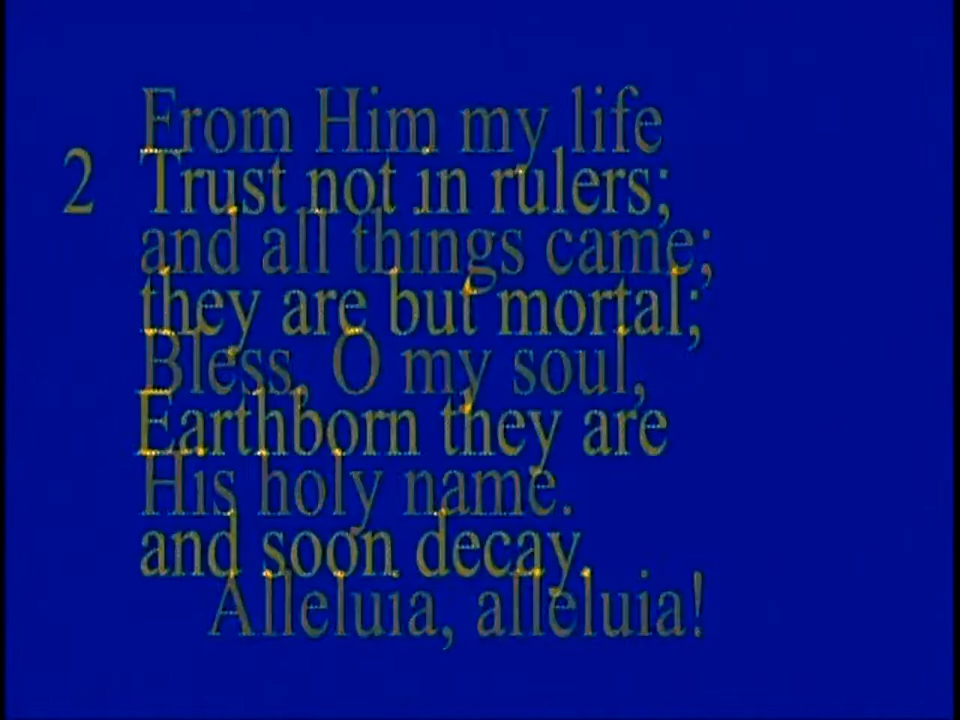 From Him my life
2 Trust not in rulers;
and all things came;
they are but mortal;
Bless, O my soul,
Earthborn they are
His holy name.
and soon decay.
Alleluia, alleluia!